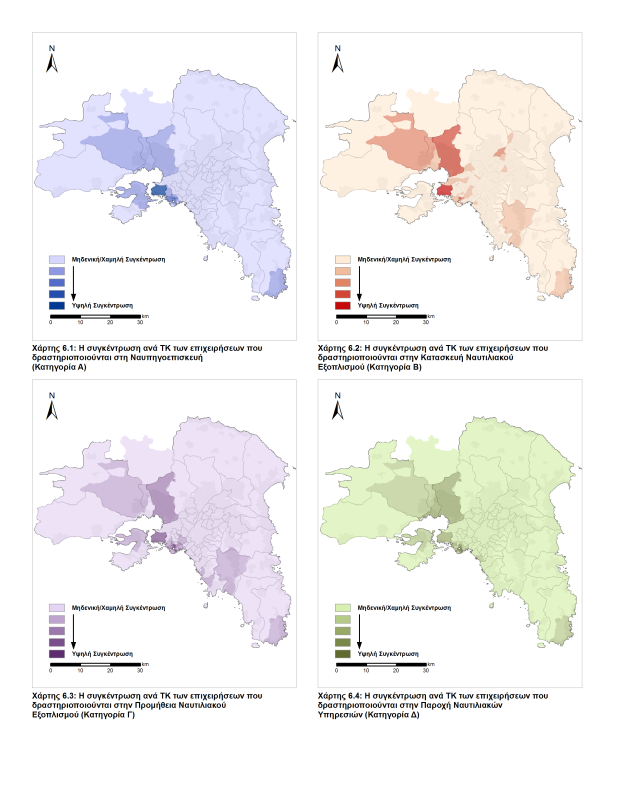 N
Μηδενική/Χαμηλή Συγκέντρωση
Υψηλή Συγκέντρωση
km
0 10 20 30
Χάρτης 6.1: Η συγκέντρωση ανά ΤΚ των επιχειρήσεων που
δραστηριοποιούνται στη Ναυπηγοεπισκευή
(Κατηγορία Α)
N
Μηδενική/Χαμηλή Συγκέντρωση
Υψηλή Συγκέντρωση
km
0 10 20 30
Χάρτης 6.2: Η συγκέντρωση ανά ΤΚ των επιχειρήσεων που
δραστηριοποιούνται στην Κατασκευή Ναυτιλιακού
Εξοπλισμού (Κατηγορία Β)
N
Μηδενική/Χαμηλή Συγκέντρωση
Υψηλή Συγκέντρωση
km
0 10 20 30
Χάρτης 6.3: Η συγκέντρωση ανά ΤΚ των επιχειρήσεων που
δραστηριοποιούνται στην Προμήθεια Ναυτιλιακού
Εξοπλισμού (Κατηγορία Γ)
N
Μηδενική/Χαμηλή Συγκέντρωση
Υψηλή Συγκέντρωση
km
0 10 20 30
Χάρτης 6.4: Η συγκέντρωση ανά ΤΚ των επιχειρήσεων που
δραστηριοποιούνται στην Παροχή Ναυτιλιακών
Υπηρεσιών (Κατηγορία Δ)